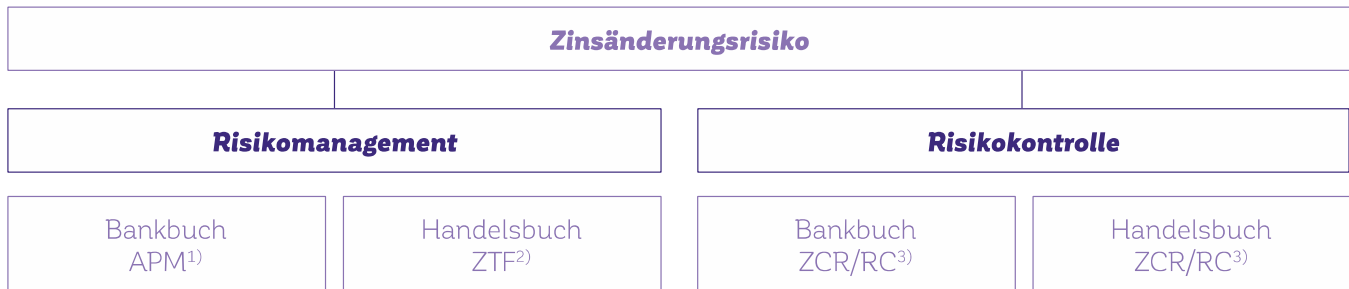 Zinsänderungsrisiko
Risikomanagement
Risikokontrolle
Bankbuch
APM1)
Handelsbuch
ZTF2)
Bankbuch
ZCR/RC3)
Handelsbuch
ZCR/RC3)